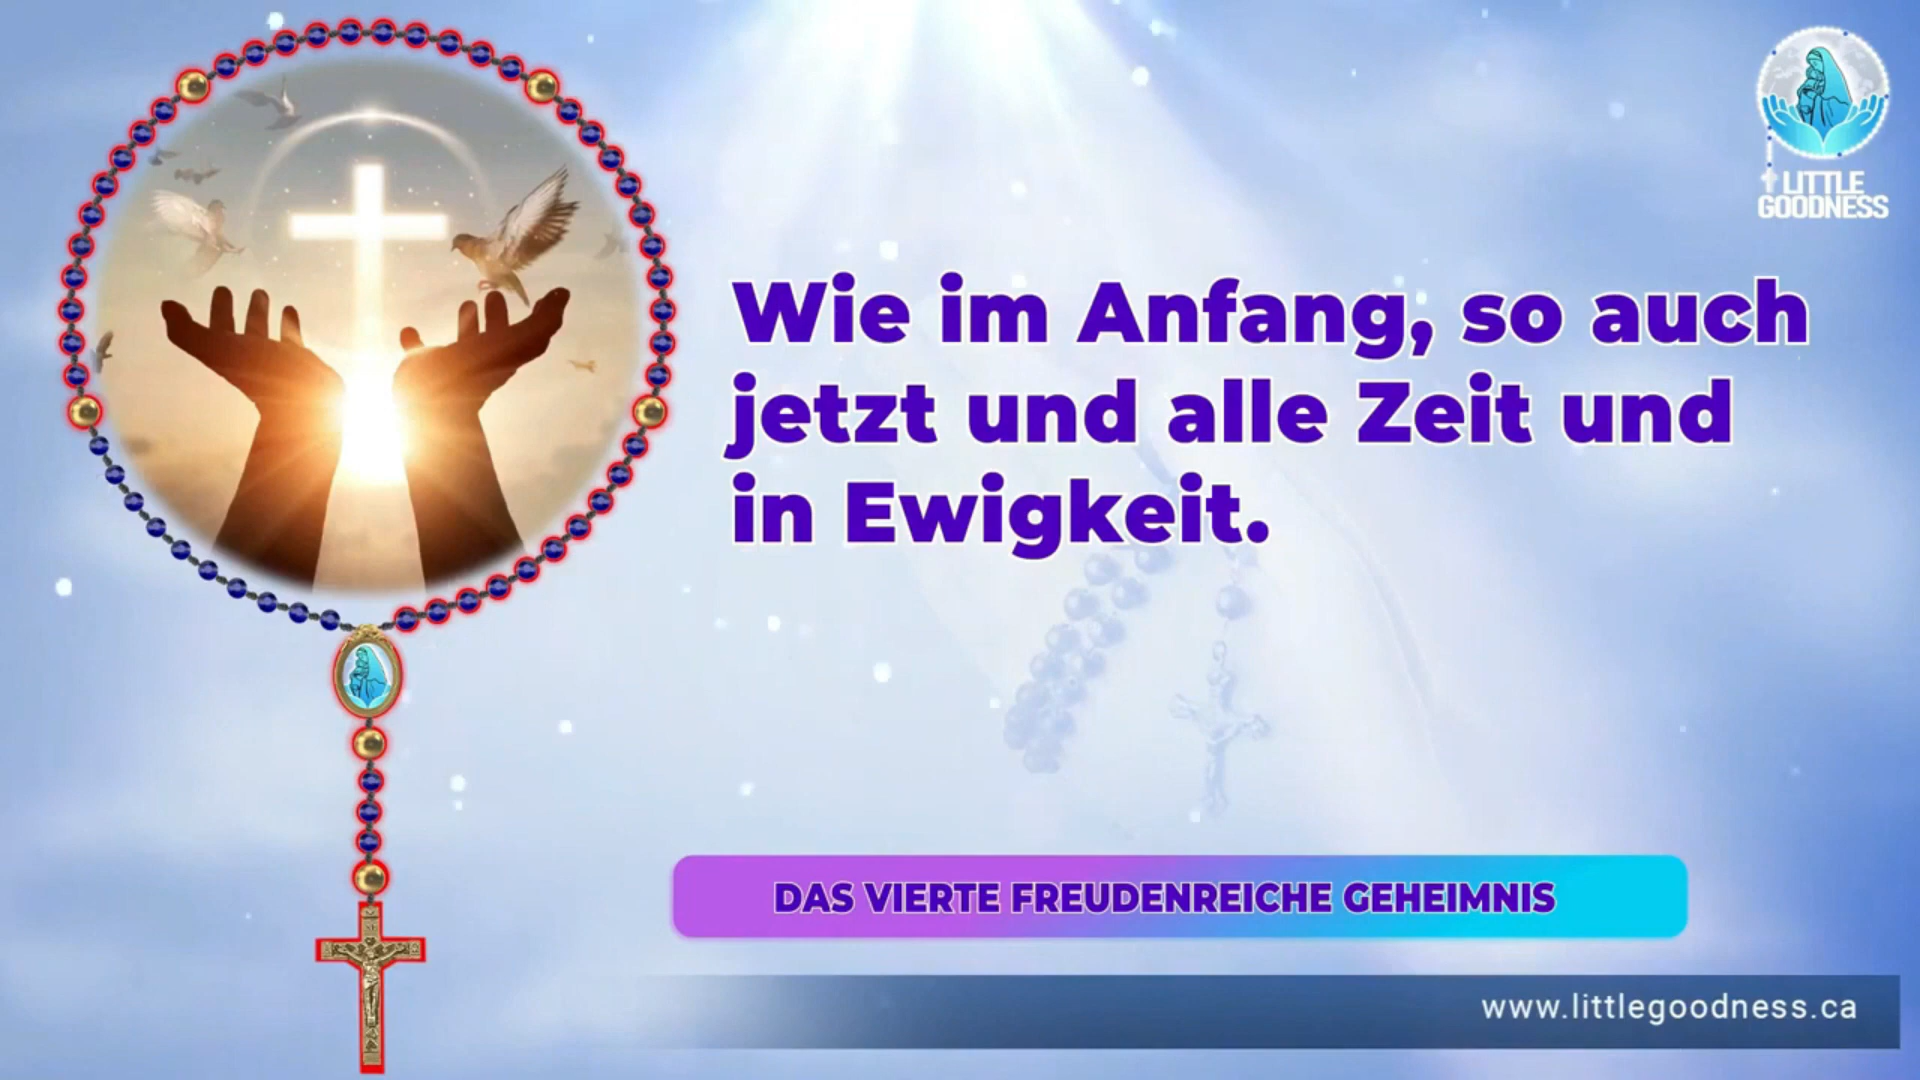 LITTLE
GOODNESS
Wie im Anfang, so auch
jetzt und alle Zeit und
in Ewigkeit.
DAS VIERTE FREUDENREICHE GEHEIMNIS
www.littlegoodness.ca